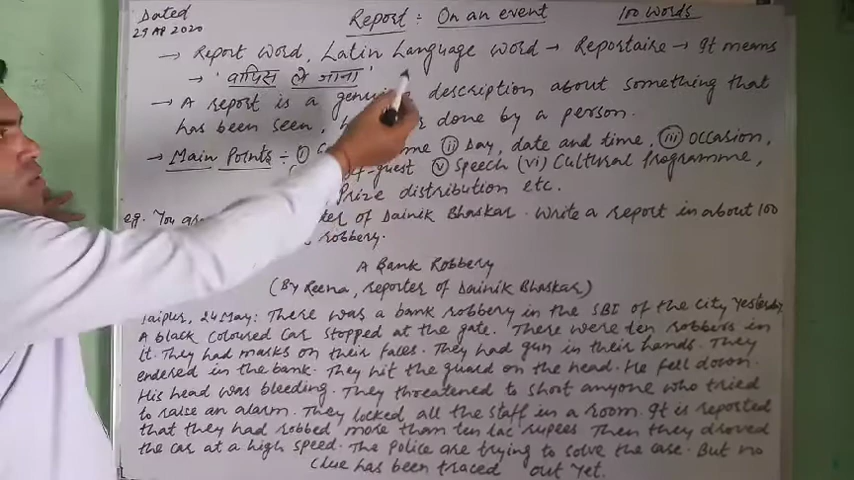 Dated
29 AP 2020
Report : On an event 100 words
→ Report word, Latin Language word → Reportaire → It means
→ 'वापिस ले जाना'
→ A report is a genuine description about something that
has been seen, done by a person.
→ Main Points ÷ (i) (ii) Day, date and time, (iii) Occasion,
guest (v) Speech (vi) Cultural Programme,
Prize distribution etc.
e.g. You are of Dainik Bhaskar. Write a report in about 100
robbery.
A Bank Robbery
(By Reena, reporter of Dainik Bhaskar)
Jaipur, 24 May: There was a bank robbery in the SBI of the city yesterday
A black coloured car stopped at the gate. There were ten robbers in
it. They had masks on their faces. They had gun in their hands. They
endered in the bank. They hit the guard on the head. He fell down.
His head was bleeding. They threatened to shoot anyone who tried
to raise an alarm. They locked all the staff in a room. It is reported
that they had robbed more than ten lac rupees. Then they droved
the car at a high speed. The police are trying to solve the case. But no
clue has been traced out yet.